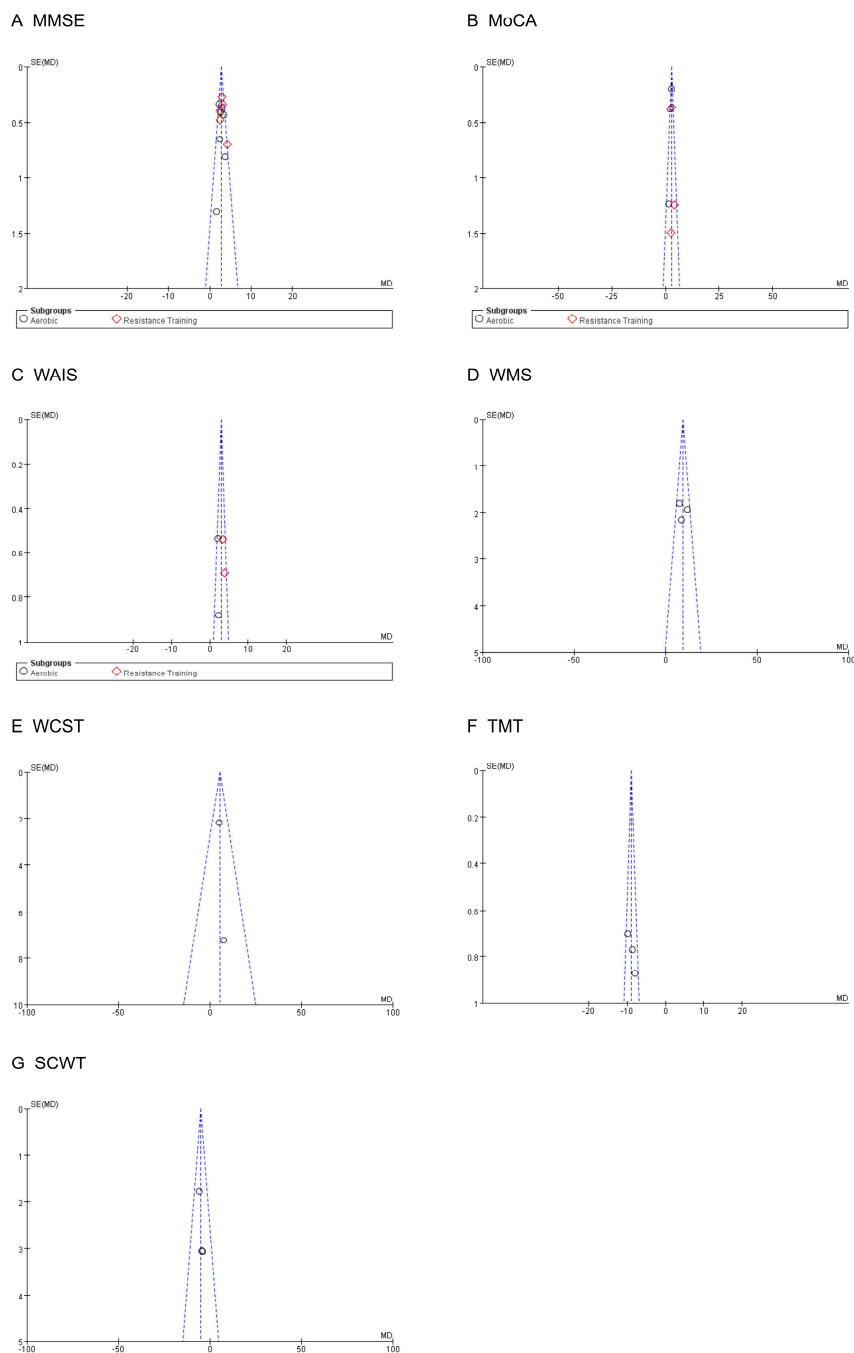 A MMSE
SE(MD)
0
0.5
1
1.5
2
-20 -10 0 10 20
MD
Subgroups
Aerobic Resistance Training
B MoCA
SE(MD)
0
0.5
1
1.5
2
-50 -25 0 25 50
MD
Subgroups
Aerobic Resistance Training
C WAIS
SE(MD)
0
0.2
0.4
0.6
0.8
1
-20 -10 0 10 20
MD
Subgroups
Aerobic Resistance Training
D WMS
SE(MD)
0
1
2
3
4
5
-100 -50 0 50 100
MD
E WCST
SE(MD)
0
2
4
6
8
10
-100 -50 0 50 100
MD
F TMT
SE(MD)
0
0.2
0.4
0.6
0.8
1
-20 -10 0 10 20
MD
G SCWT
SE(MD)
0
1
2
3
4
5
-100 -50 0 50 100
MD